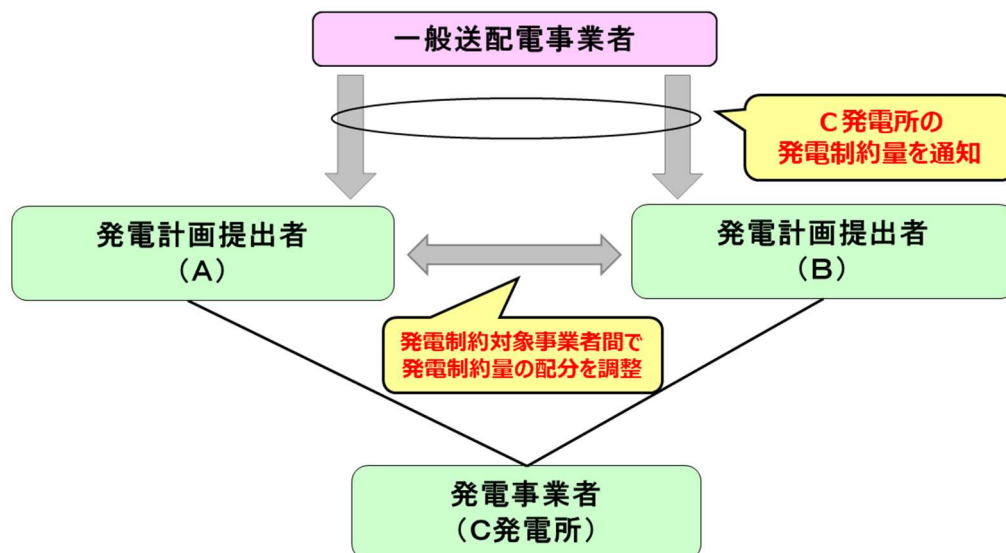 一般送配電事業者
C発電所の
発電制約量を通知
発電計画提出者
（A）
発電計画提出者
（B）
発電制約対象事業者間で
発電制約量の配分を調整
発電事業者
（C発電所）